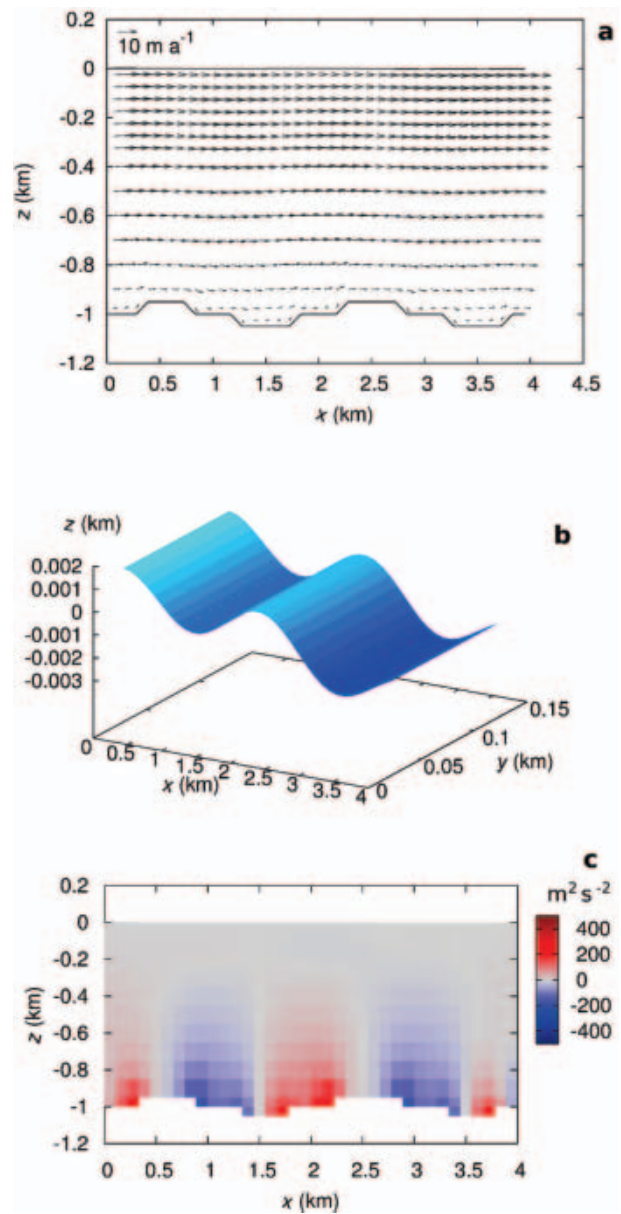 0.2
10 m a⁻¹
a
0
-0.2
-0.4
z (km)
-0.6
-0.8
-1
-1.2
0 0.5 1 1.5 2 2.5 3 3.5 4 4.5
x (km)
z (km)
b
0.002
0.001
0
-0.001
-0.002
-0.003
0 0.5 1 1.5 2 2.5 3 3.5 4
x (km)
0 0.05 0.1 0.15
y (km)
c
0.2
0
-0.2
-0.4
z (km)
-0.6
-0.8
-1
-1.2
0 0.5 1 1.5 2 2.5 3 3.5 4
x (km)
m² s⁻²
400
200
0
-200
-400